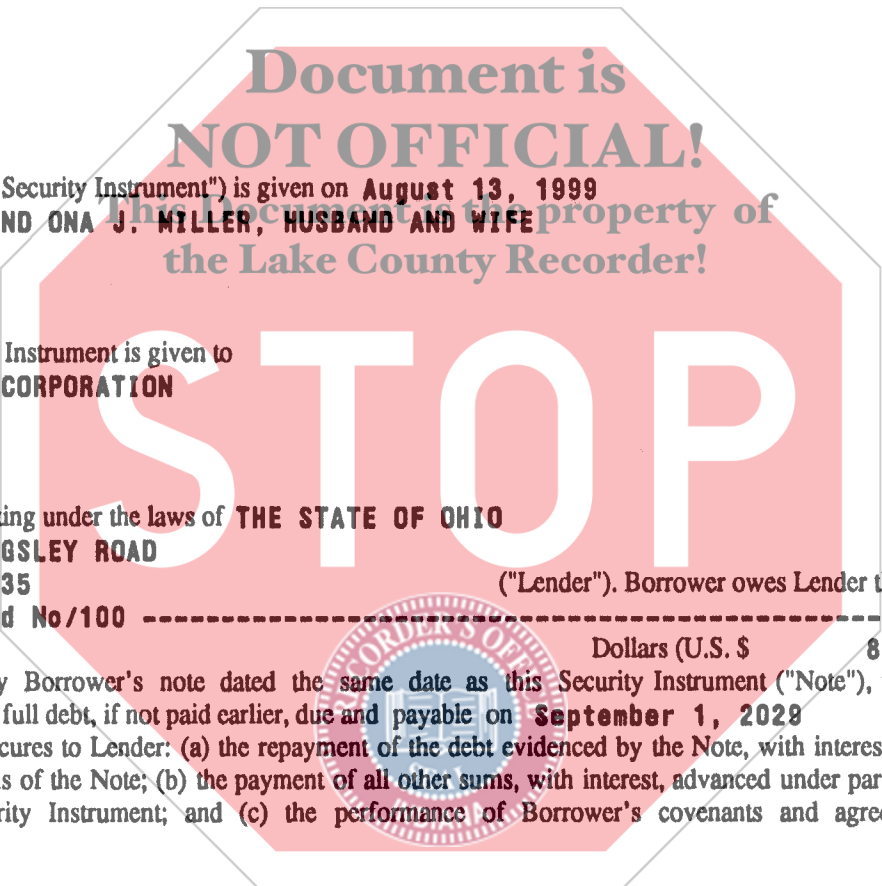 Document is
NOT OFFICIAL!
Security Instrument") is given on August 13, 1999
This Document is the property of
ND ONA J. MILLER, HUSBAND AND WIFE
the Lake County Recorder!
STOP
Instrument is given to
CORPORATION
ing under the laws of THE STATE OF OHIO
GSLEY ROAD
35 ("Lender"). Borrower owes Lender t
d No/100 ------------------------------------------------
Dollars (U.S. $ 8
y Borrower's note dated the same date as this Security Instrument ("Note"),
full debt, if not paid earlier, due and payable on September 1, 2029
cures to Lender: (a) the repayment of the debt evidenced by the Note, with interes
s of the Note; (b) the payment of all other sums, with interest, advanced under par
rity Instrument; and (c) the performance of Borrower's covenants and agre
RECORDER'S OFFICE